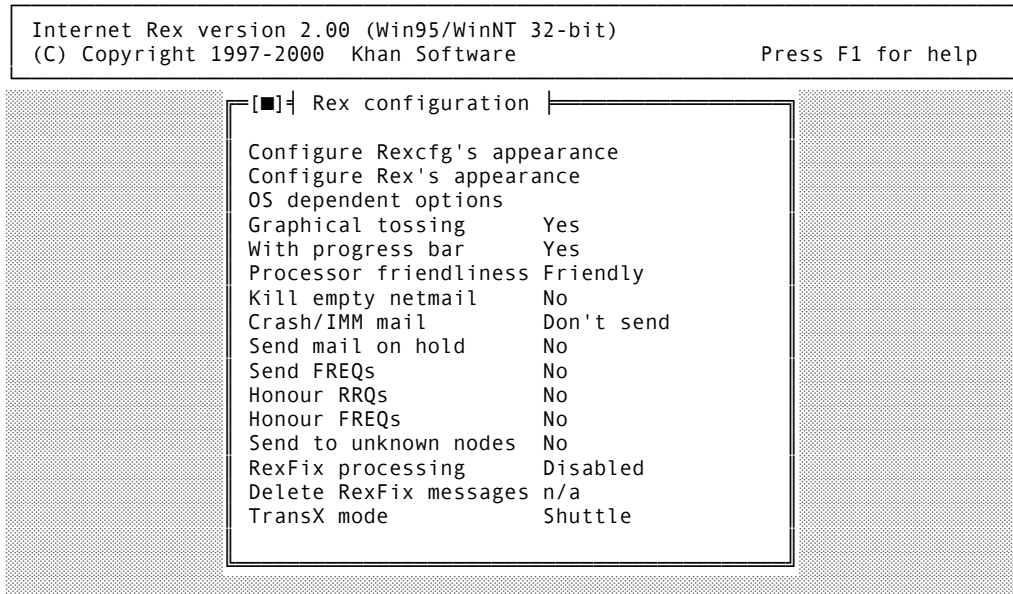 Internet Rex version 2.00 (Win95/WinNT 32-bit)
(C) Copyright 1997-2000 Khan Software Press F1 for help
[■] Rex configuration
Configure Rexcfg's appearance
Configure Rex's appearance
OS dependent options
Graphical tossing Yes
With progress bar Yes
Processor friendliness Friendly
Kill empty netmail No
Crash/IMM mail Don't send
Send mail on hold No
Send FREQs No
Honour RRQs No
Honour FREQs No
Send to unknown nodes No
RexFix processing Disabled
Delete RexFix messages n/a
TransX mode Shuttle